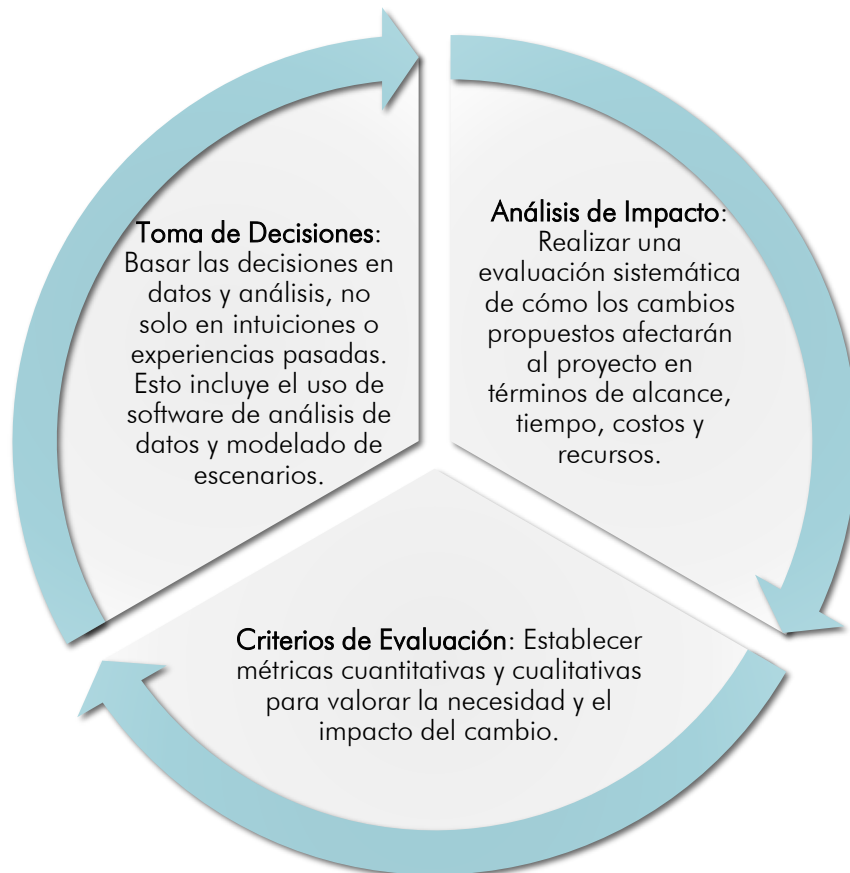 Toma de Decisiones:
Basar las decisiones en
datos y análisis, no
solo en intuiciones o
experiencias pasadas.
Esto incluye el uso de
software de análisis de
datos y modelado de
escenarios.
Análisis de Impacto:
Realizar una
evaluación sistemática
de cómo los cambios
propuestos afectarán
al proyecto en
términos de alcance,
tiempo, costos y
recursos.
Criterios de Evaluación: Establecer
métricas cuantitativas y cualitativas
para valorar la necesidad y el
impacto del cambio.